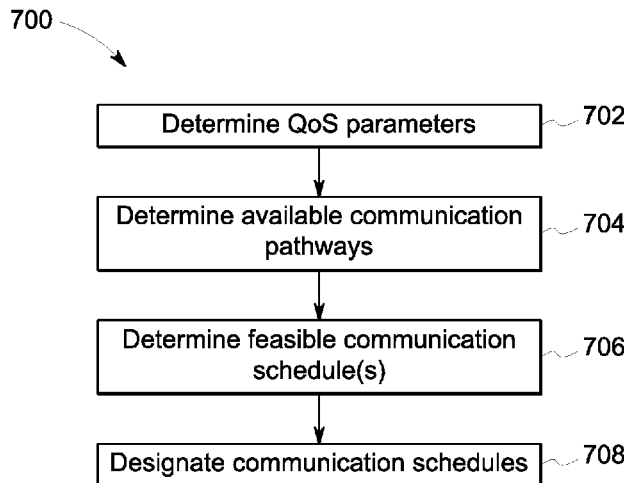 700
Determine QoS parameters
702
Determine available communication
pathways
704
Determine feasible communication
schedule(s)
706
Designate communication schedules
708